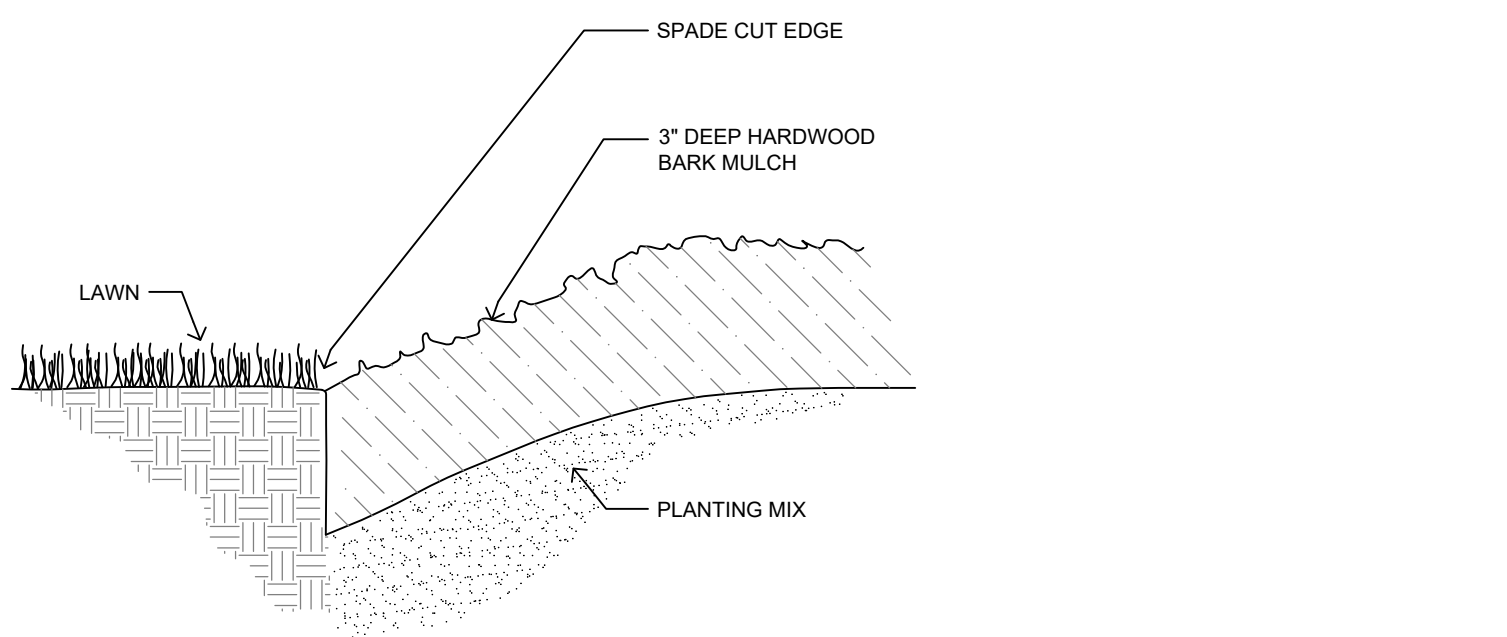 SPADE CUT EDGE
3" DEEP HARDWOOD
BARK MULCH
LAWN
PLANTING MIX